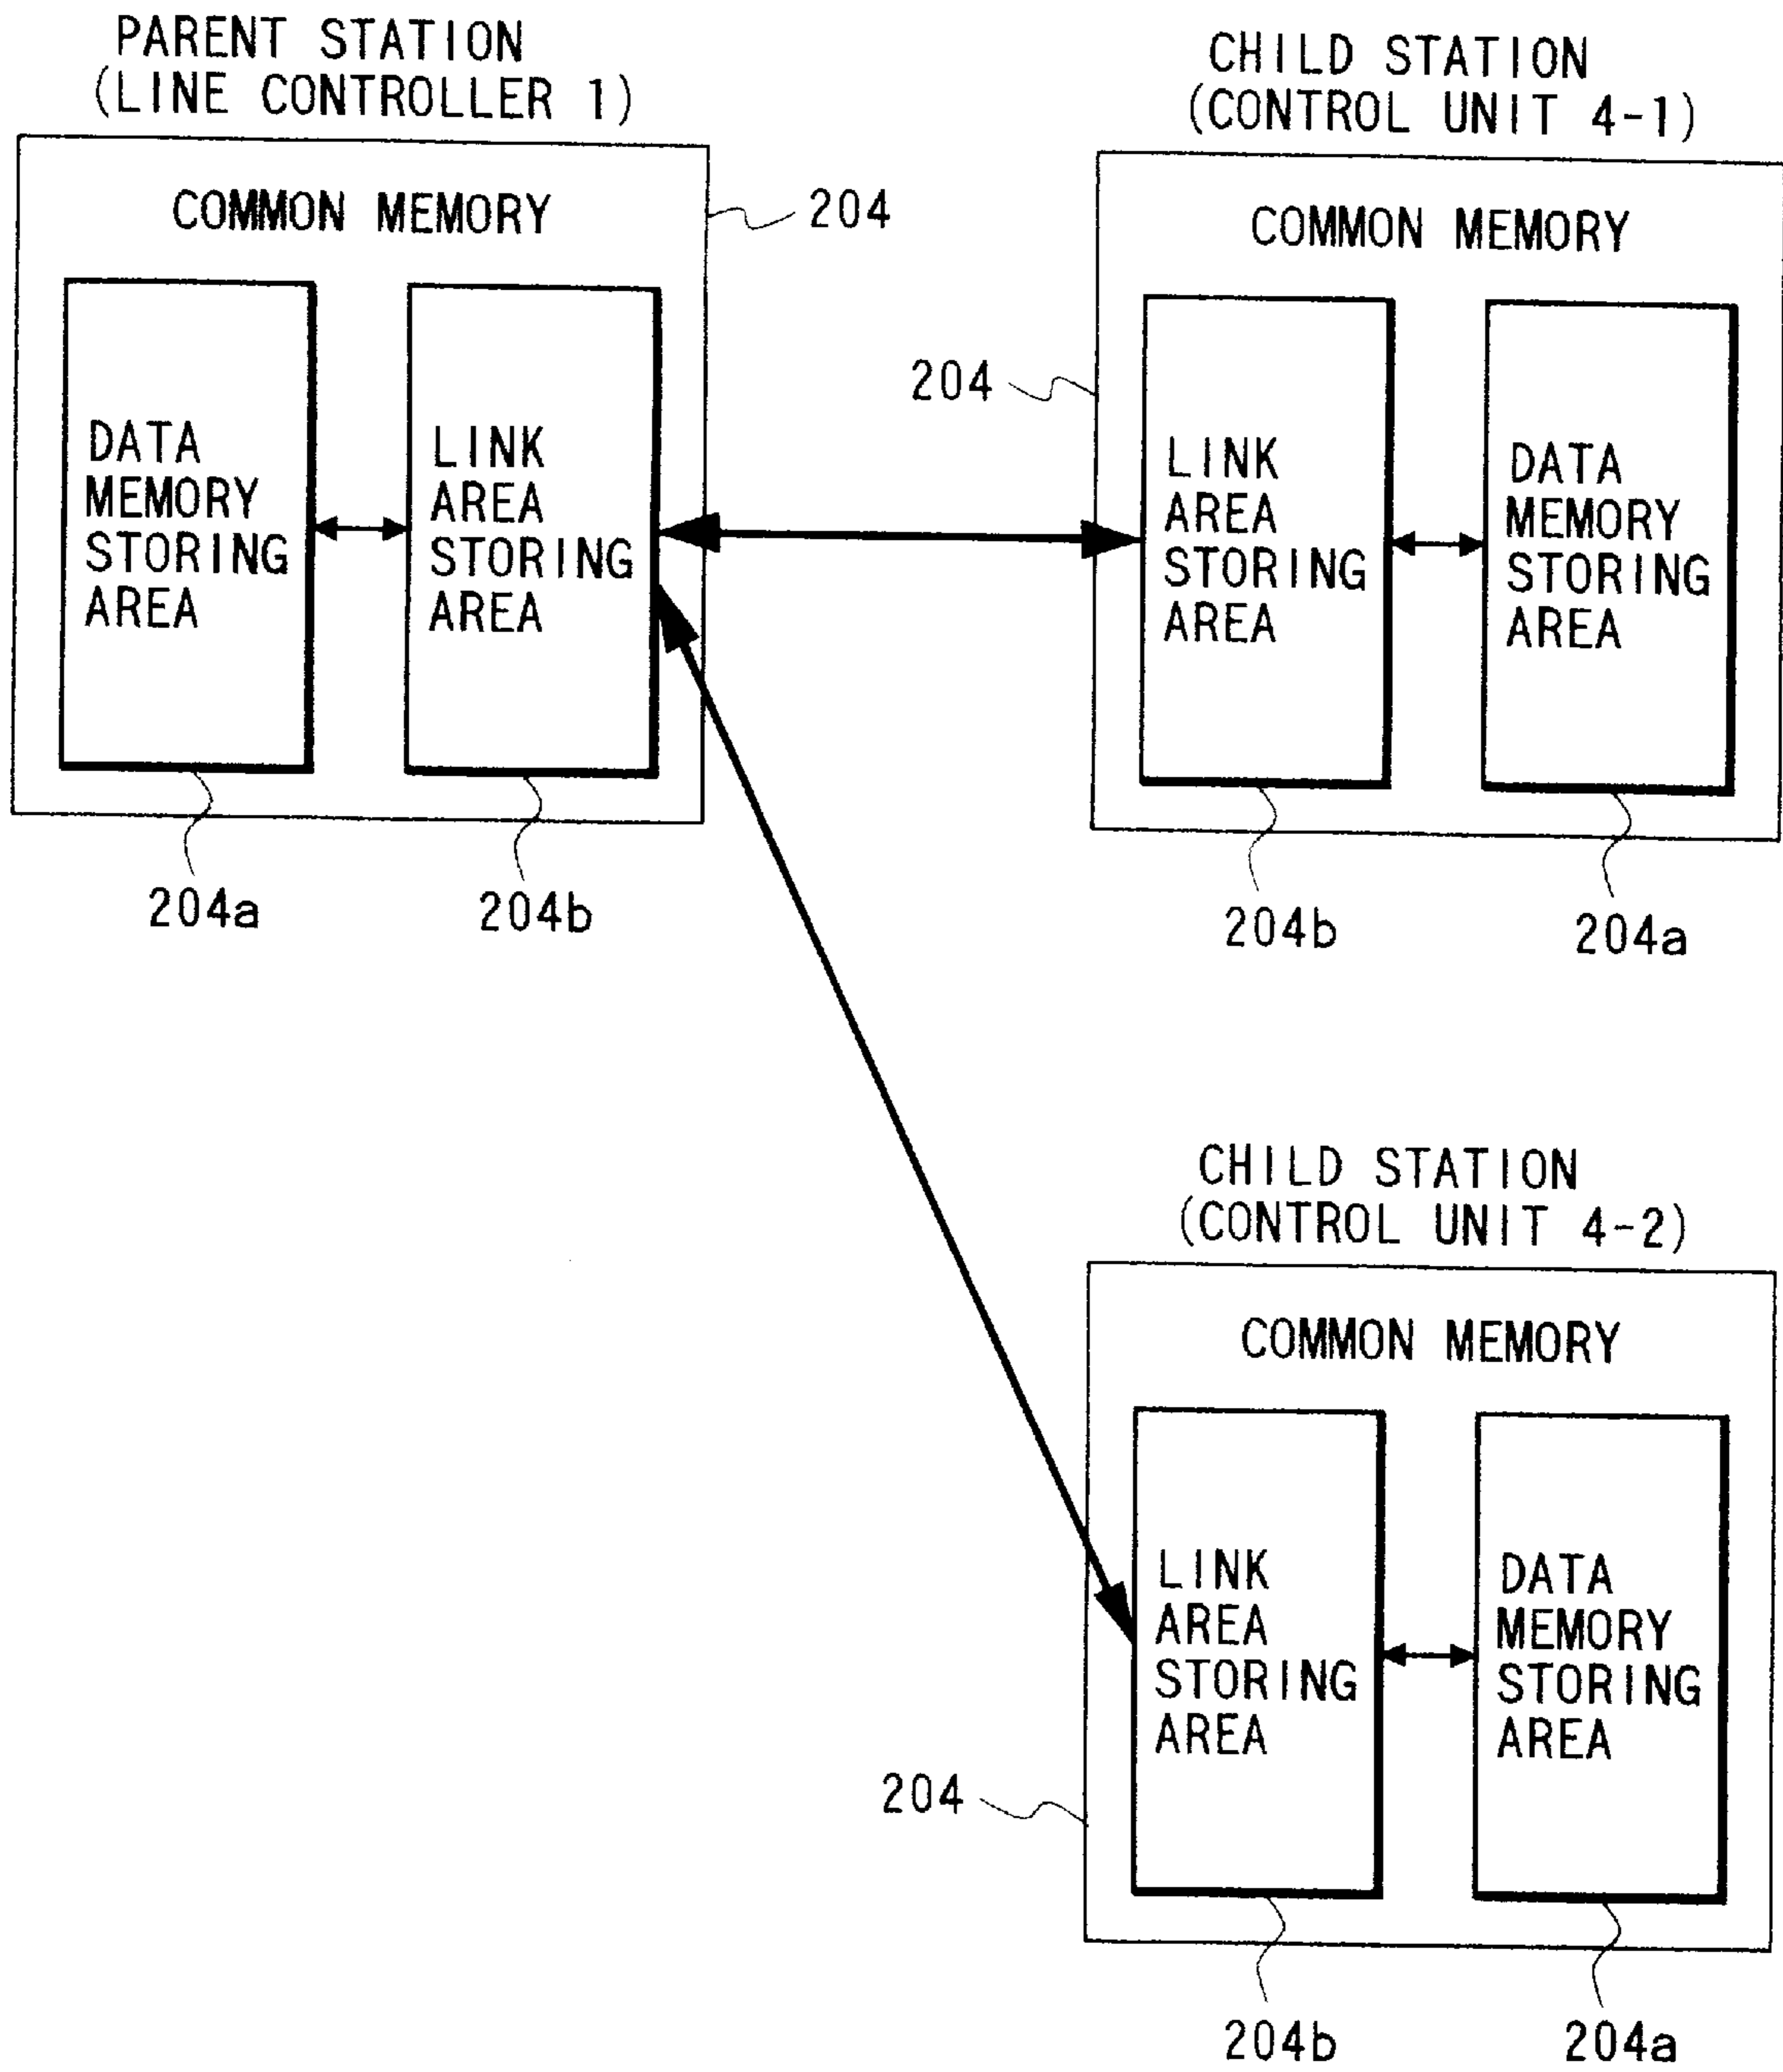 PARENT STATION
(LINE CONTROLLER 1)
COMMON MEMORY
204
DATA
MEMORY
STORING
AREA
LINK
AREA
STORING
AREA
204a
204b
CHILD STATION
(CONTROL UNIT 4-1)
COMMON MEMORY
204
LINK
AREA
STORING
AREA
DATA
MEMORY
STORING
AREA
204b
204a
CHILD STATION
(CONTROL UNIT 4-2)
COMMON MEMORY
LINK
AREA
STORING
AREA
DATA
MEMORY
STORING
AREA
204
204b
204a